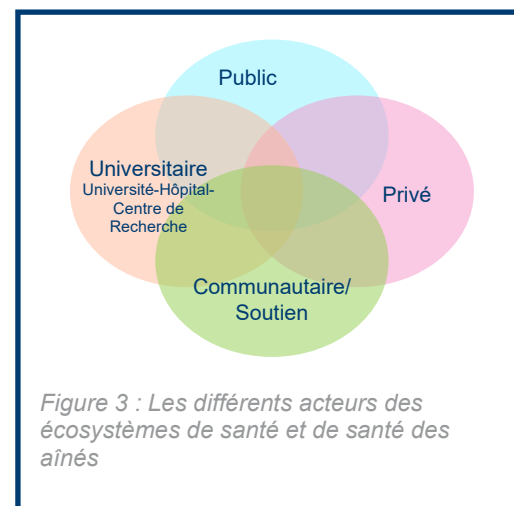 Public
Universitaire
Université-Hôpital-
Centre de
Recherche
Privé
Communautaire/
Soutien
Figure 3 : Les différents acteurs des
écosystèmes de santé et de santé des
aînés